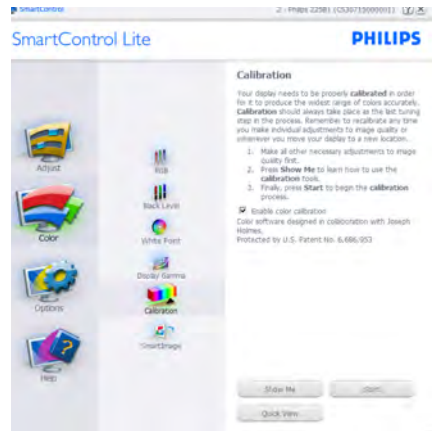 SmartControl
2 - Philips 225B1
SmartControl Lite
PHILIPS
Adjust
Color
Options
Help
RGB
Black Level
White Point
Display Gamma
Calibration
SmartImage
Calibration
Your display needs to be properly calibrated in order
for it to produce the widest range of colors accurately.
Calibration should always take place as the last tuning
step in the process. Remember to recalibrate any time
you make individual adjustments to image quality or
whenever you move your display to a new location.
1. Make all other necessary adjustments to image
quality first.
2. Press Show Me to learn how to use the
calibration tools.
3. Finally, press Start to begin the calibration
process.
Enable color calibration
Color software designed in collaboration with Joseph
Holmes.
Protected by U.S. Patent No. 6,686,953
Show Me
Start
Quick View